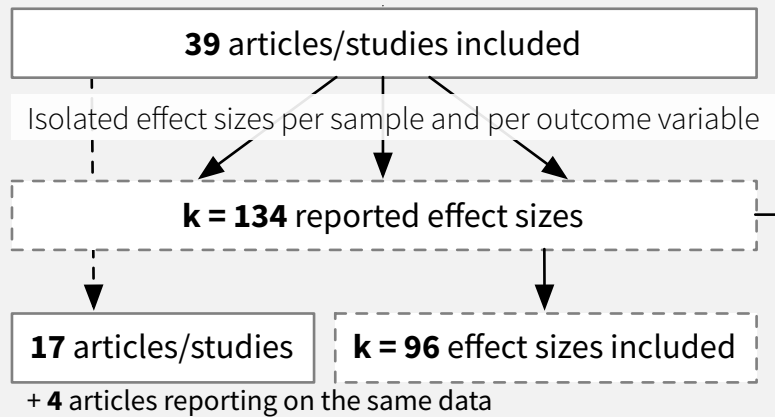 39 articles/studies included
Isolated effect sizes per sample and per outcome variable
k = 134 reported effect sizes
17 articles/studies
k = 96 effect sizes included
+ 4 articles reporting on the same data